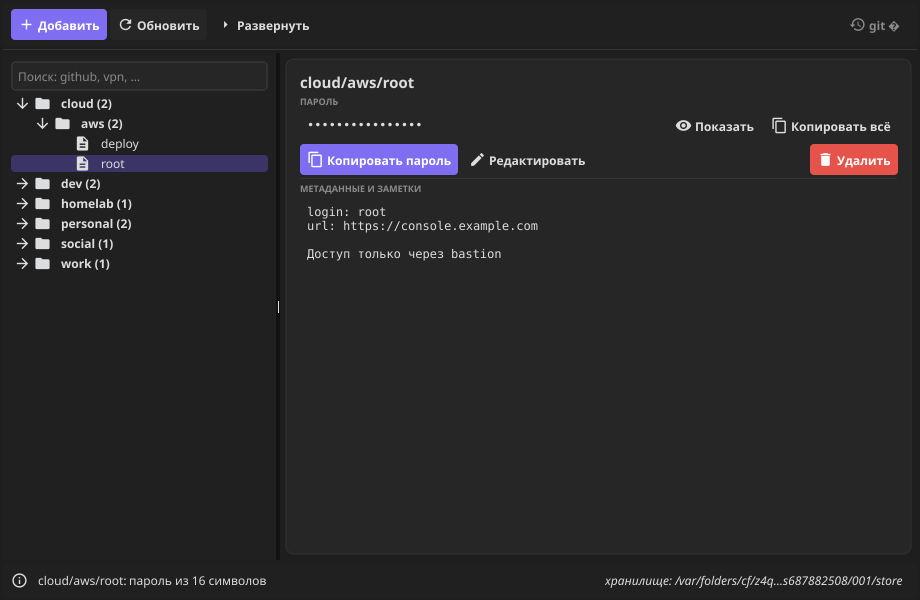 Добавить
Обновить
Развернуть
git �
Поиск: github, vpn, ...
cloud (2)
aws (2)
deploy
root
dev (2)
homelab (1)
personal (2)
social (1)
work (1)
cloud/aws/root
ПАРОЛЬ
••••••••••••••••
Показать
Копировать всё
Копировать пароль
Редактировать
Удалить
МЕТАДАННЫЕ И ЗАМЕТКИ
login: root
url: https://console.example.com
Доступ только через bastion
cloud/aws/root: пароль из 16 символов
хранилище: /var/folders/cf/z4q...s687882508/001/store